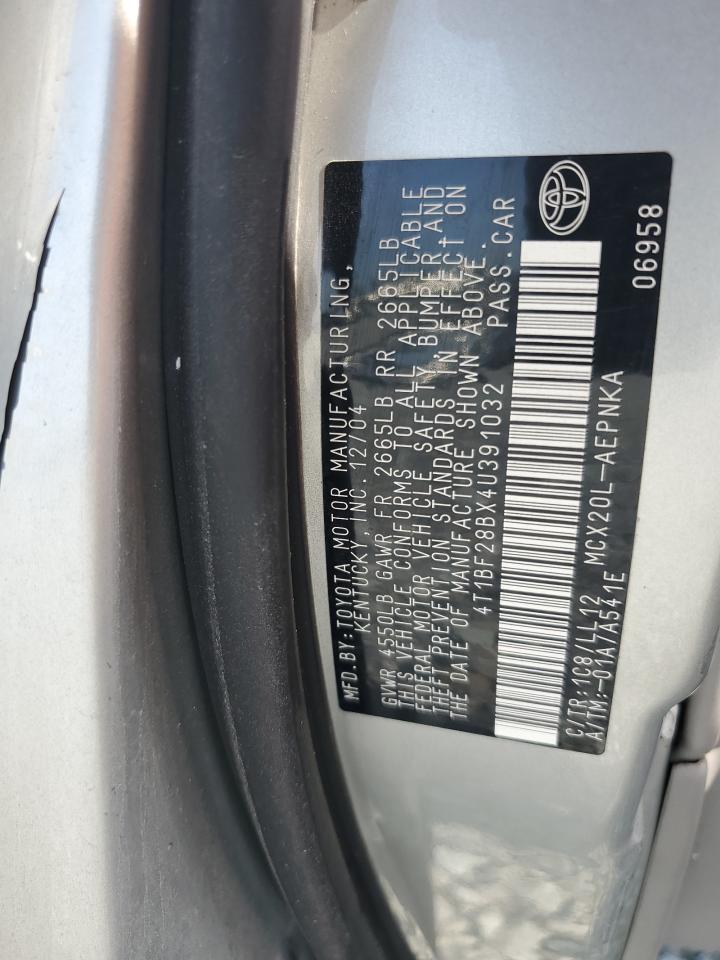 MFD.BY:TOYOTA MOTOR MANUFACTURING,
KENTUCKY, INC. 12/04
GVWR 4550LB GAWR FR 2665LB RR 2665LB
THIS VEHICLE CONFORMS TO ALL APPLICABLE
FEDERAL MOTOR VEHICLE SAFETY, BUMPER, AND
THEFT PREVENTION STANDARDS IN EFFECT ON
THE DATE OF MANUFACTURE SHOWN ABOVE.
4T1BF28BX4U391032 PASS.CAR
C/TR:1C8/LL12 MCX20L-AEPNKA
A/TM:-01A/A541E 06958